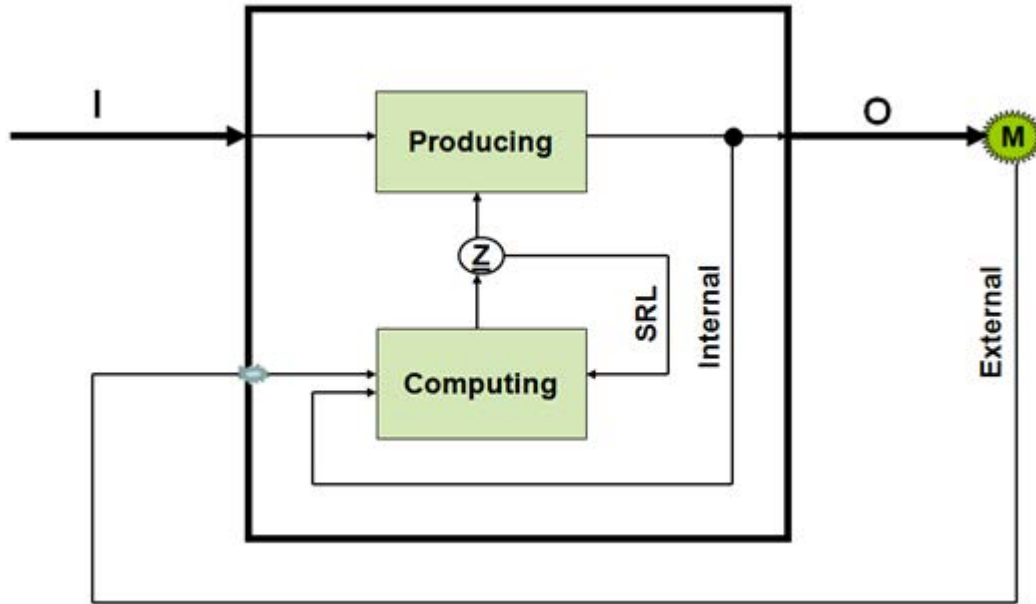 I
O
Producing
M
Z
SRL
Internal
External
Computing